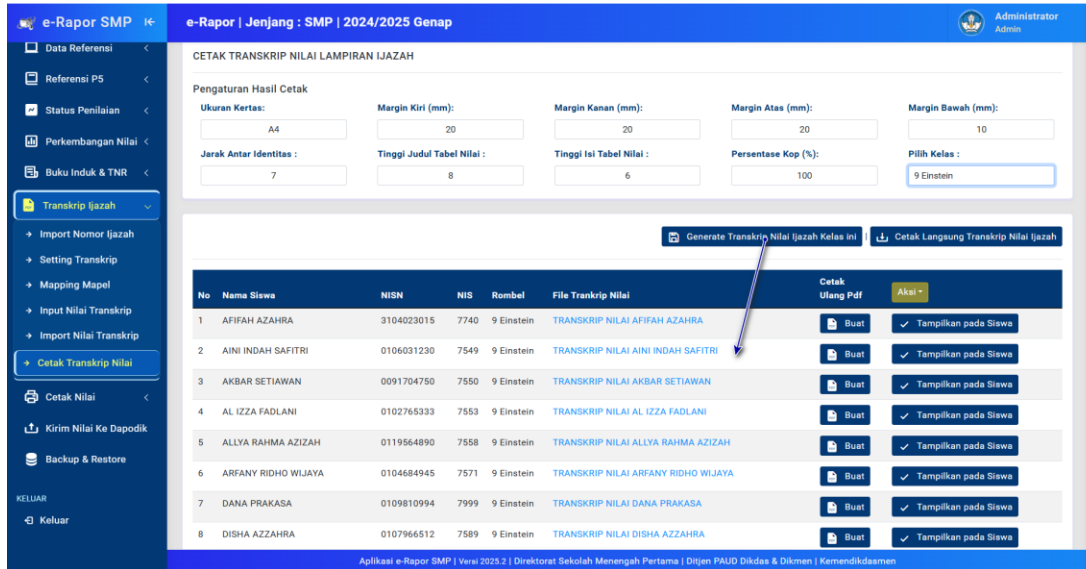 e-Rapor SMP
e-Rapor | Jenjang : SMP | 2024/2025 Genap
Administrator
Admin
Data Referensi
Referensi P5
Status Penilaian
Perkembangan Nilai
Buku Induk & TNR
Transkrip Ijazah
Import Nomor Ijazah
Setting Transkrip
Mapping Mapel
Input Nilai Transkrip
Import Nilai Transkrip
Cetak Transkrip Nilai
Cetak Nilai
Kirim Nilai Ke Dapodik
Backup & Restore
KELUAR
Keluar
CETAK TRANSKRIP NILAI LAMPIRAN IJAZAH
Pengaturan Hasil Cetak
Ukuran Kertas: Margin Kiri (mm): Margin Kanan (mm): Margin Atas (mm): Margin Bawah (mm):
A4 20 20 20 10
Jarak Antar Identitas : Tinggi Judul Tabel Nilai : Tinggi Isi Tabel Nilai : Persentase Kop (%): Pilih Kelas :
7 8 6 100 9 Einstein
Generate Transkrip Nilai Ijazah Kelas ini | Cetak Langsung Transkrip Nilai Ijazah
No Nama Siswa NISN NIS Rombel File Trankrip Nilai Cetak Ulang Pdf Aksi
1 AFIFAH AZAHRA 3104023015 7740 9 Einstein TRANSKRIP NILAI AFIFAH AZAHRA Buat Tampilkan pada Siswa
2 AINI INDAH SAFITRI 0106031230 7549 9 Einstein TRANSKRIP NILAI AINI INDAH SAFITRI Buat Tampilkan pada Siswa
3 AKBAR SETIAWAN 0091704750 7550 9 Einstein TRANSKRIP NILAI AKBAR SETIAWAN Buat Tampilkan pada Siswa
4 AL IZZA FADLANI 0102765333 7553 9 Einstein TRANSKRIP NILAI AL IZZA FADLANI Buat Tampilkan pada Siswa
5 ALLYA RAHMA AZIZAH 0119564890 7558 9 Einstein TRANSKRIP NILAI ALLYA RAHMA AZIZAH Buat Tampilkan pada Siswa
6 ARFANY RIDHO WIJAYA 0104684945 7571 9 Einstein TRANSKRIP NILAI ARFANY RIDHO WIJAYA Buat Tampilkan pada Siswa
7 DANA PRAKASA 0109810994 7999 9 Einstein TRANSKRIP NILAI DANA PRAKASA Buat Tampilkan pada Siswa
8 DISHA AZZAHRA 0107966512 7589 9 Einstein TRANSKRIP NILAI DISHA AZZAHRA Buat Tampilkan pada Siswa
Aplikasi e-Rapor SMP | Versi 2025.2 | Direktorat Sekolah Menengah Pertama | Ditjen PAUD Dikdas & Dikmen | Kemendikdasmen